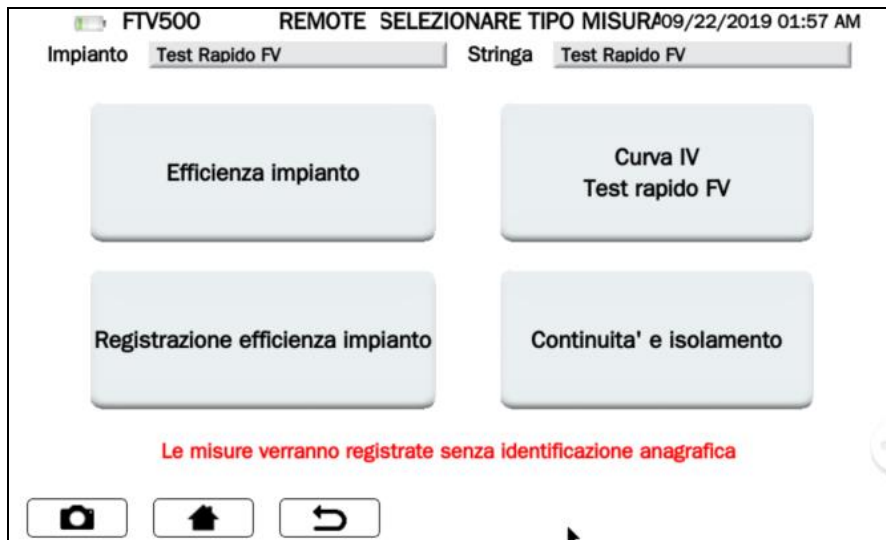 FTV500 REMOTE SELEZIONARE TIPO MISURA 09/22/2019 01:57 AM
Impianto Test Rapido FV Stringa Test Rapido FV
Efficienza impianto
Curva IV
Test rapido FV
Registrazione efficienza impianto
Continuita' e isolamento
Le misure verranno registrate senza identificazione anagrafica